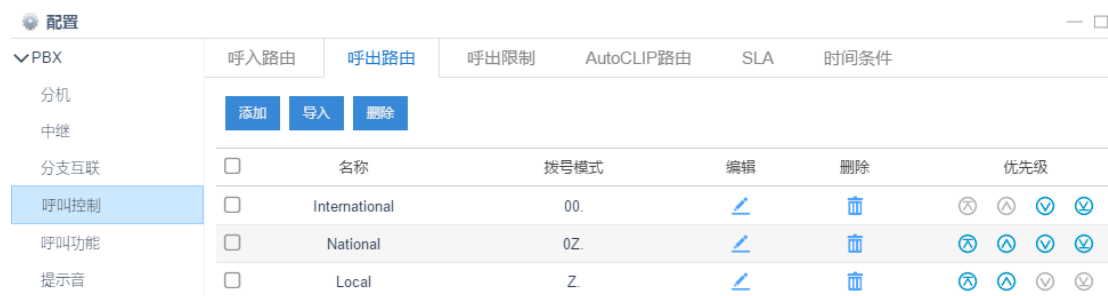 配置
PBX
呼入路由 呼出路由 呼出限制 AutoCLIP路由 SLA 时间条件
分机
添加 导入 删除
中继
分支互联
名称 拨号模式 编辑 删除 优先级
呼叫控制
International 00.
呼叫功能
National 0Z.
提示音
Local Z.